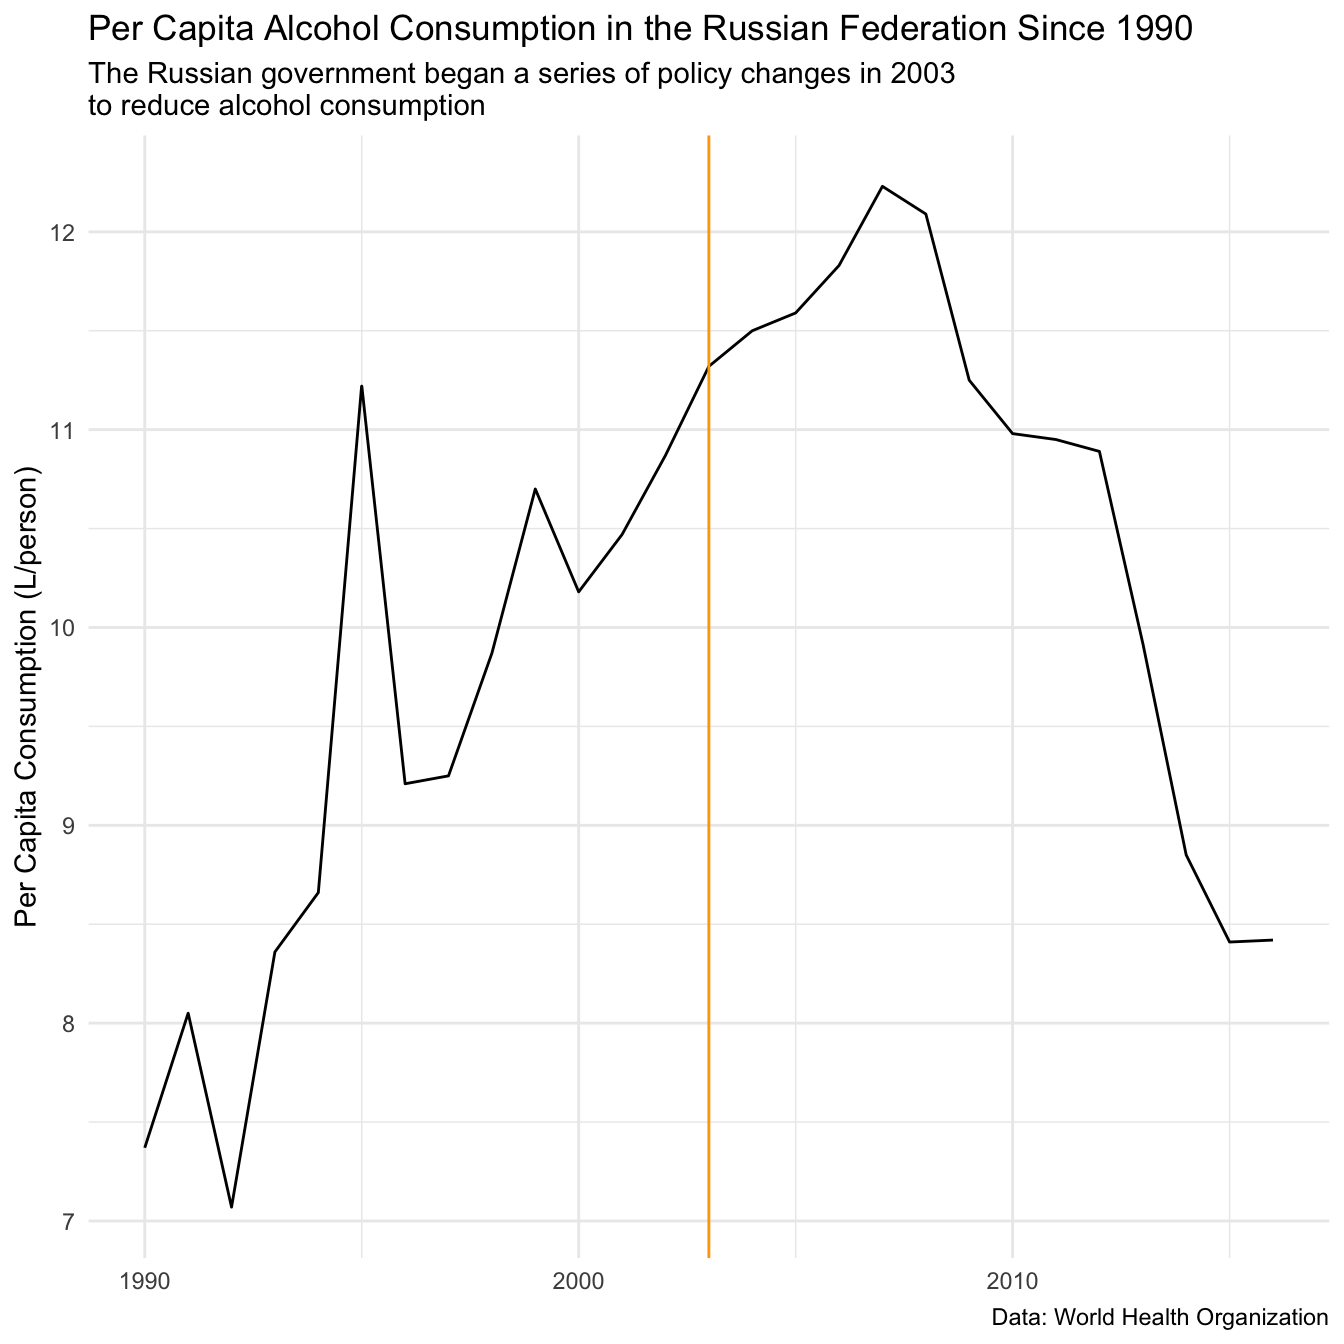 Per Capita Alcohol Consumption in the Russian Federation Since 1990
The Russian government began a series of policy changes in 2003
to reduce alcohol consumption
Per Capita Consumption (L/person)
12
11
10
9
8
7
1990
2000
2010
Data: World Health Organization